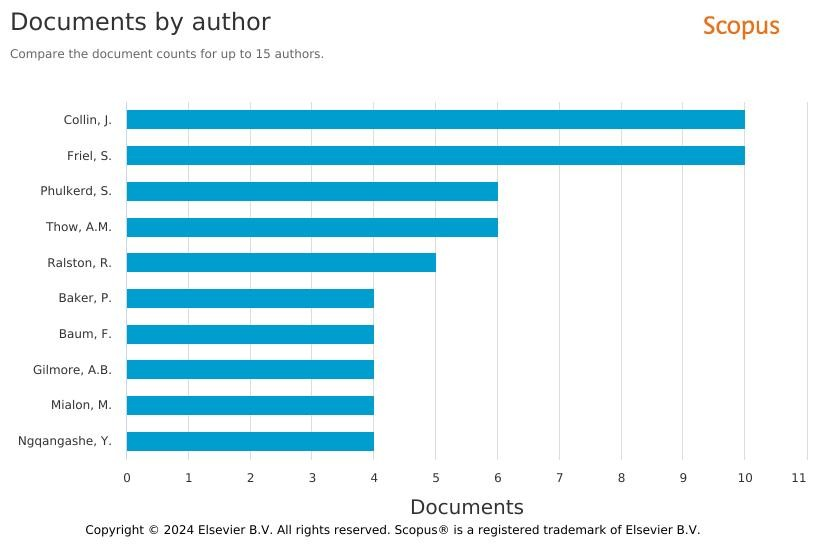 Documents by author
Scopus
Compare the document counts for up to 15 authors.
Collin, J.
Friel, S.
Phulkerd, S.
Thow, A.M.
Ralston, R.
Baker, P.
Baum, F.
Gilmore, A.B.
Mialon, M.
Ngqangashe, Y.
0 1 2 3 4 5 6 7 8 9 10 11
Documents
Copyright © 2024 Elsevier B.V. All rights reserved. Scopus® is a registered trademark of Elsevier B.V.